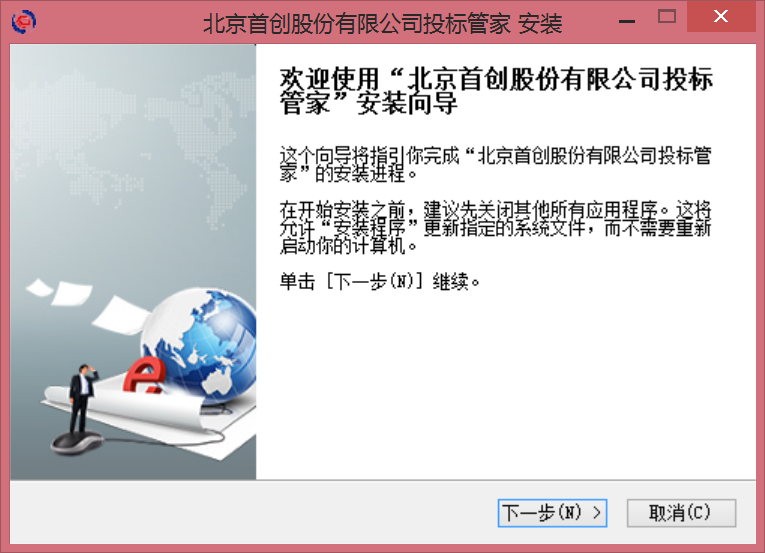 北京首创股份有限公司投标管家 安装
欢迎使用“北京首创股份有限公司投标
管家”安装向导
这个向导将指引你完成“北京首创股份有限公司投标管
家”的安装进程。
在开始安装之前，建议先关闭其他所有应用程序。这将
允许“安装程序”更新指定的系统文件，而不需要重新
启动你的计算机。
单击 [下一步(N)] 继续。
e
下一步(N) >
取消(C)